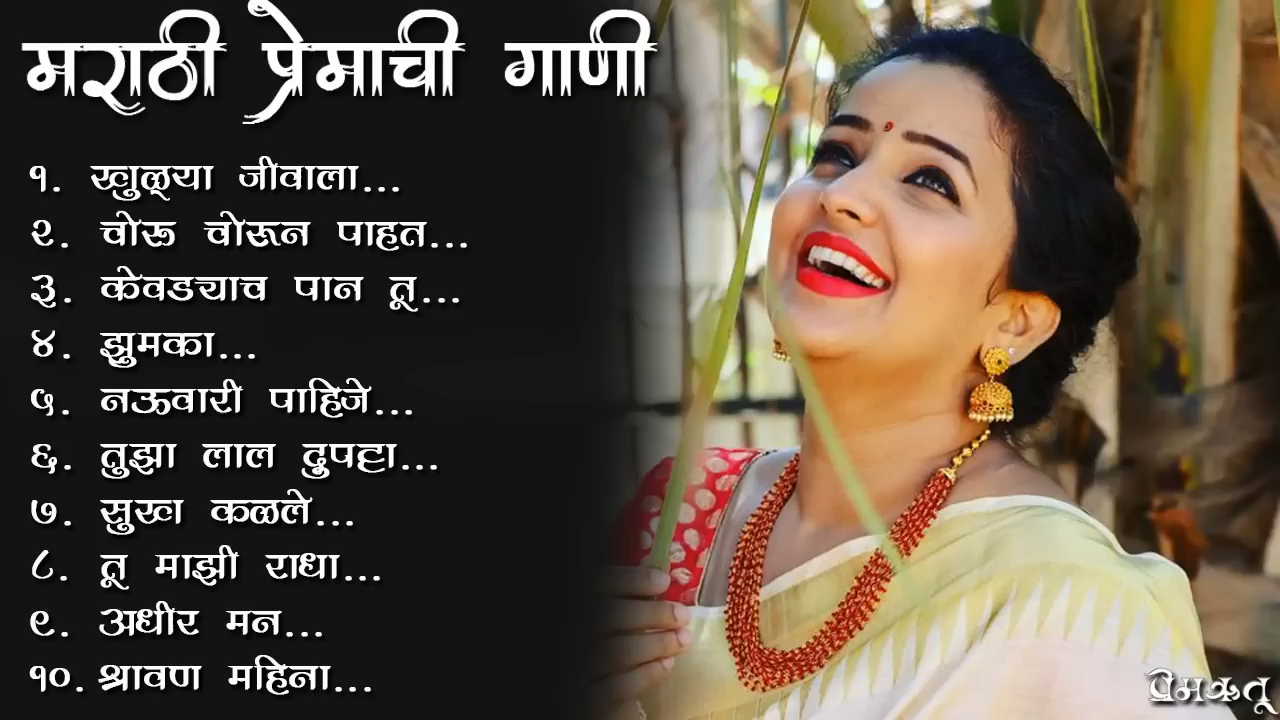 मराठी प्रेमाची गाणी
१. खुळ्या जीवाला...
२. चोरू चोरून पाहत...
३. केवड्याच पान तू...
४. झुमका...
५. नऊवारी पाहिजे...
६. तुझा लाल दुपट्टा...
७. सुख कळले...
८. तू माझी राधा...
९. अधीर मन...
१०. श्रावण महिना...
प्रेमऋतू